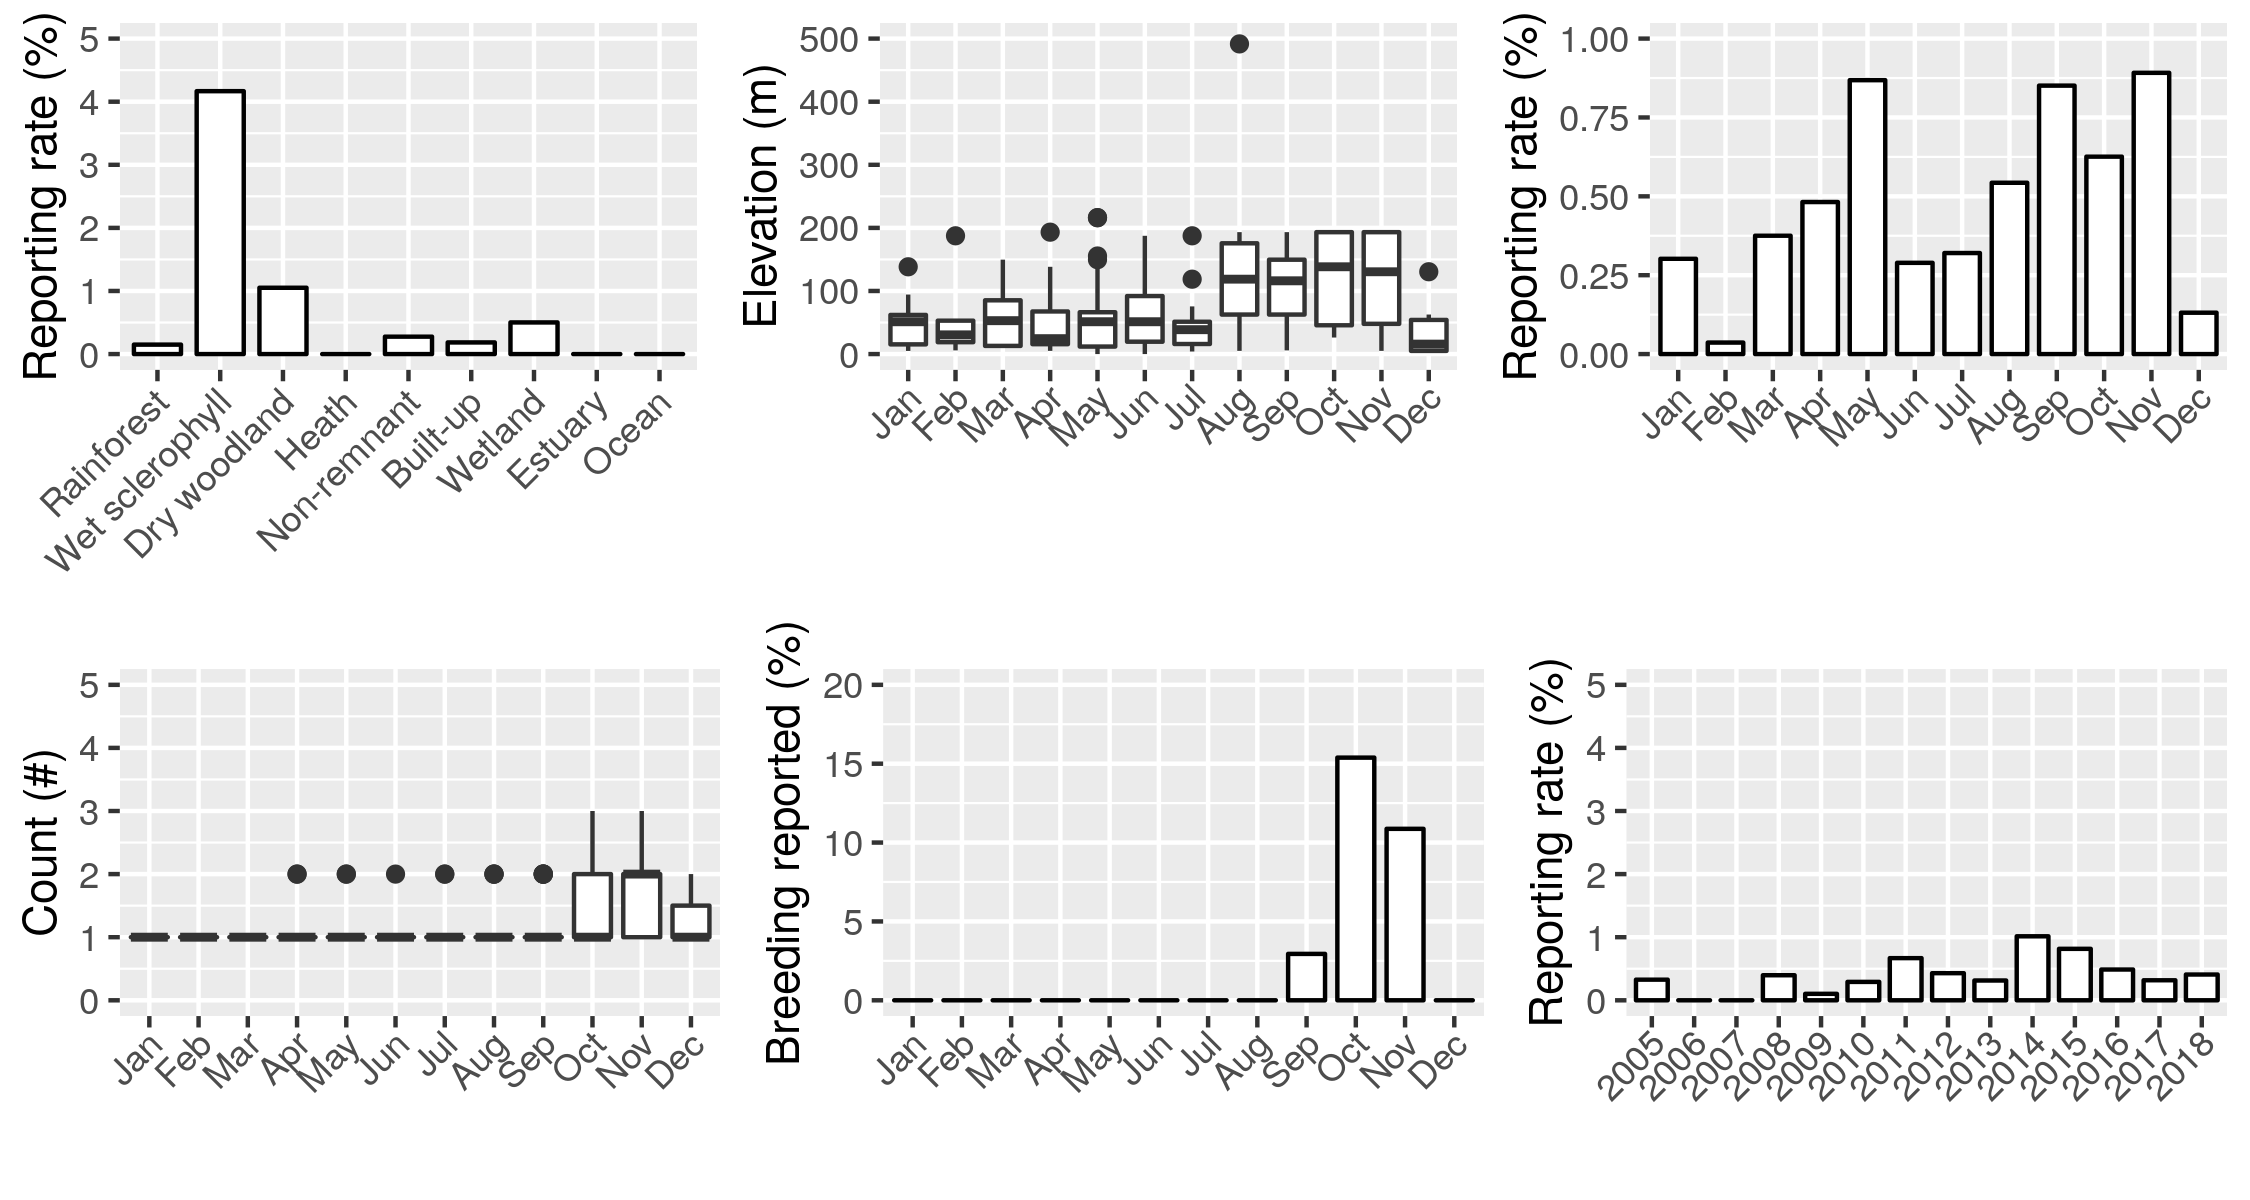 Reporting rate (%)
5
4
3
2
1
0
Rainforest
Wet sclerophyll
Dry woodland
Heath
Non-remnant
Built-up
Wetland
Estuary
Ocean
Elevation (m)
500
400
300
200
100
0
Jan
Feb
Mar
Apr
May
Jun
Jul
Aug
Sep
Oct
Nov
Dec
Reporting rate (%)
1.00
0.75
0.50
0.25
0.00
Jan
Feb
Mar
Apr
May
Jun
Jul
Aug
Sep
Oct
Nov
Dec
Count (#)
5
4
3
2
1
0
Jan
Feb
Mar
Apr
May
Jun
Jul
Aug
Sep
Oct
Nov
Dec
Breeding reported (%)
20
15
10
5
0
Jan
Feb
Mar
Apr
May
Jun
Jul
Aug
Sep
Oct
Nov
Dec
Reporting rate (%)
5
4
3
2
1
0
2005
2006
2007
2008
2009
2010
2011
2012
2013
2014
2015
2016
2017
2018